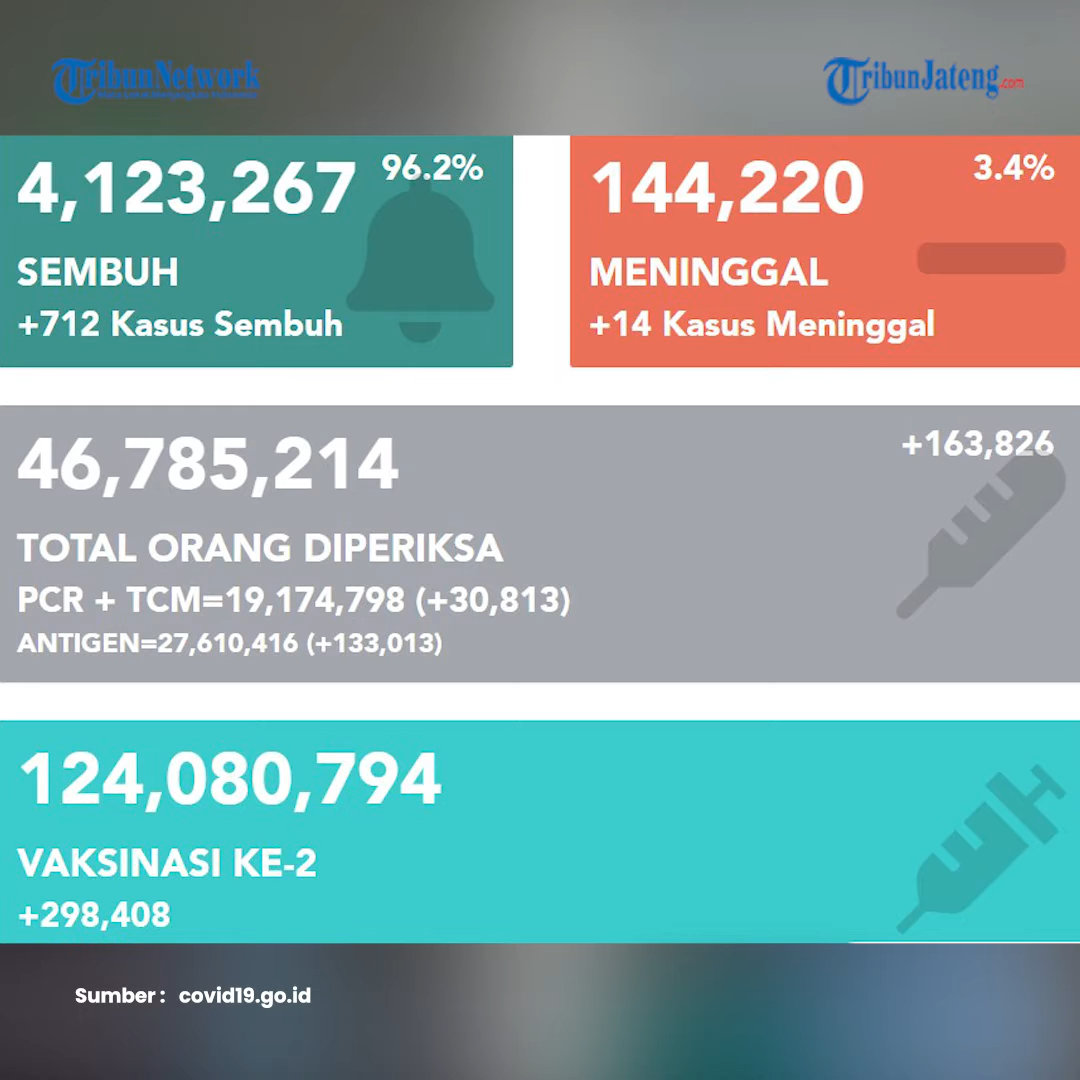 TribunNetwork
TribunJateng.com
4,123,267
96.2%
SEMBUH
+712 Kasus Sembuh
144,220
3.4%
MENINGGAL
+14 Kasus Meninggal
46,785,214
+163,826
TOTAL ORANG DIPERIKSA
PCR + TCM=19,174,798 (+30,813)
ANTIGEN=27,610,416 (+133,013)
124,080,794
VAKSINASI KE-2
+298,408
Sumber : covid19.go.id